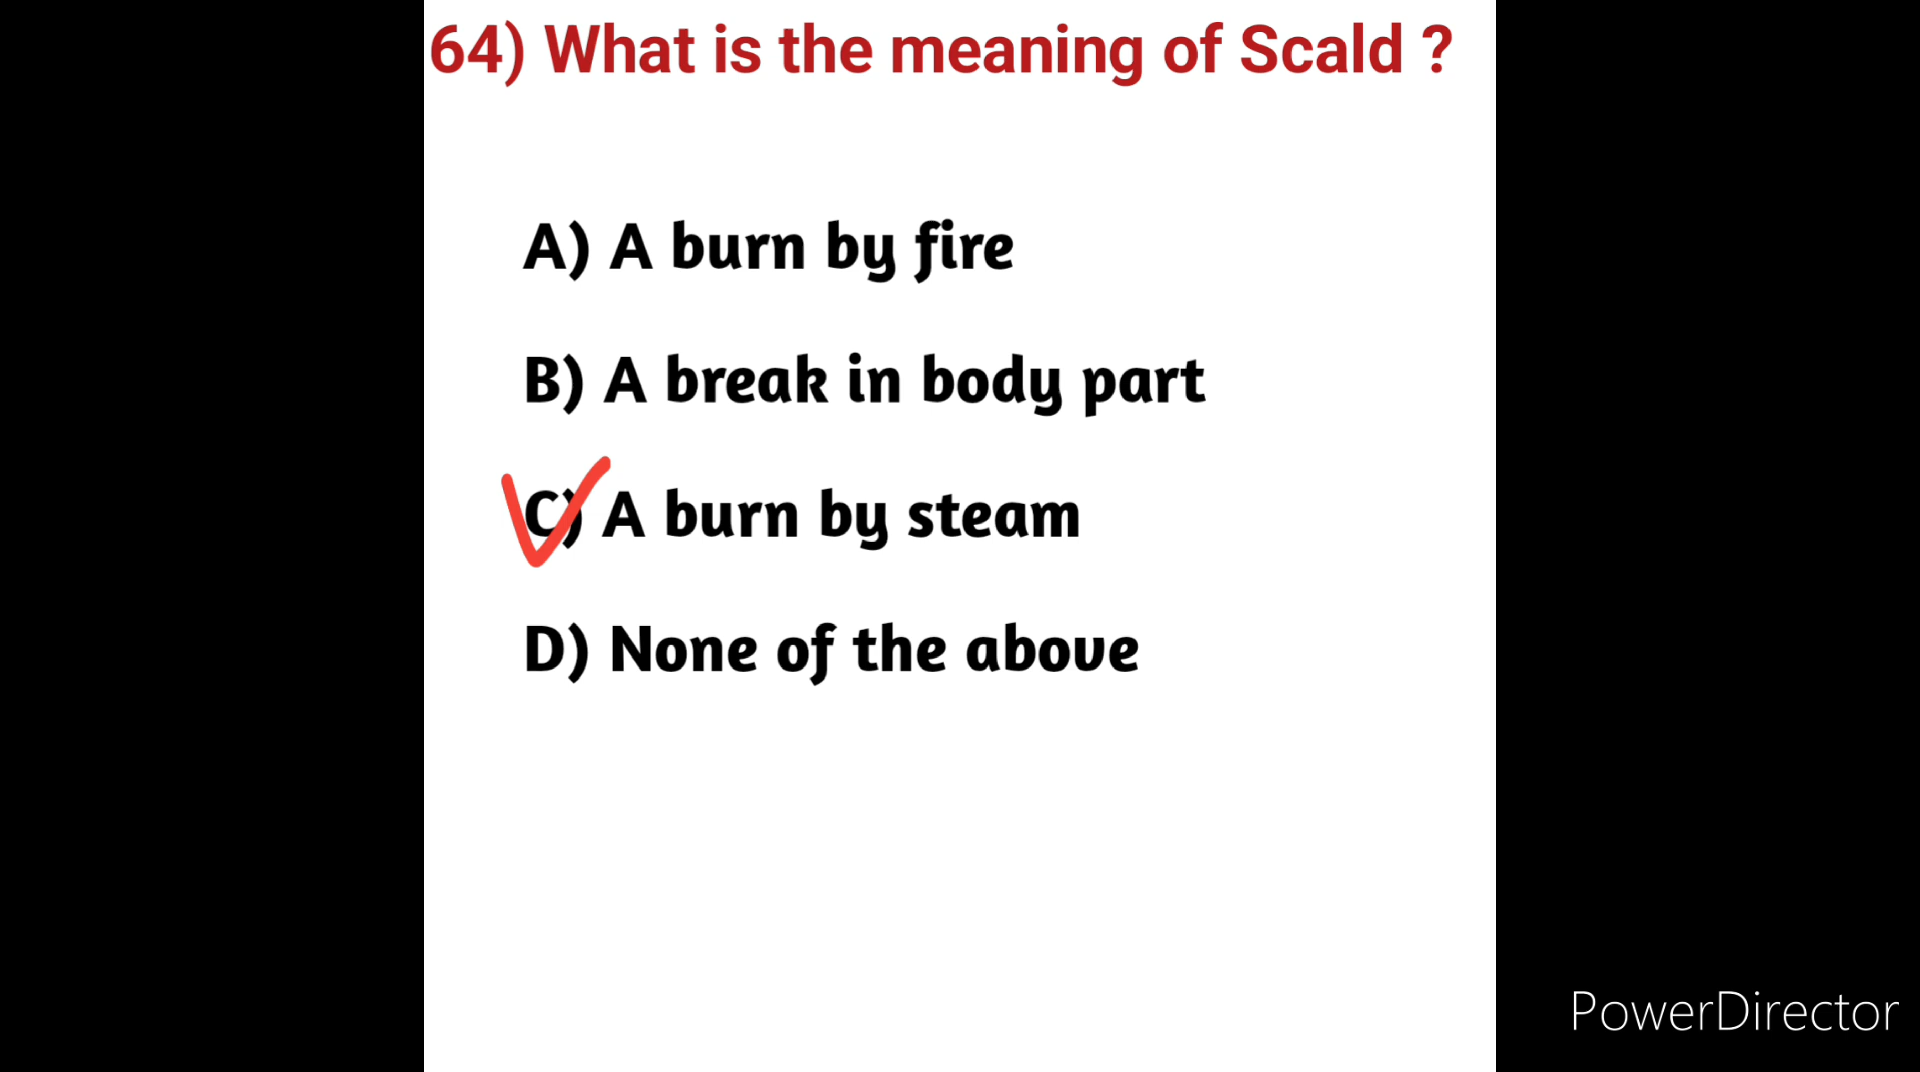 64) What is the meaning of Scald ?
A) A burn by fire
B) A break in body part
C) A burn by steam
D) None of the above
PowerDirector